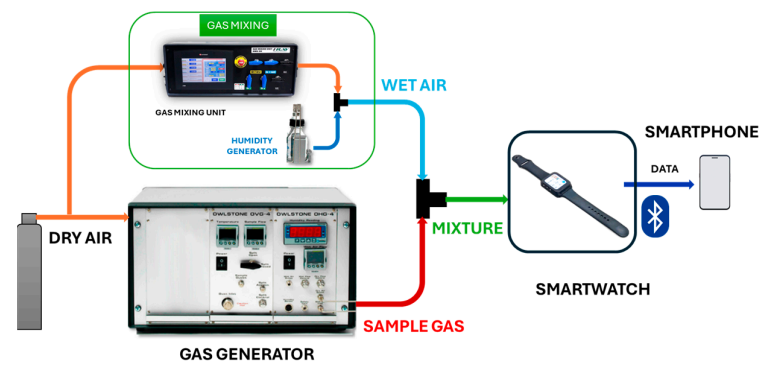 GAS MIXING
GAS MIXING UNIT
HUMIDITY
GENERATOR
WET AIR
SMARTPHONE
DATA
DRY AIR
OWLSTONE OVG-4
OWLSTONE OHG-4
MIXTURE
SMARTWATCH
SAMPLE GAS
GAS GENERATOR